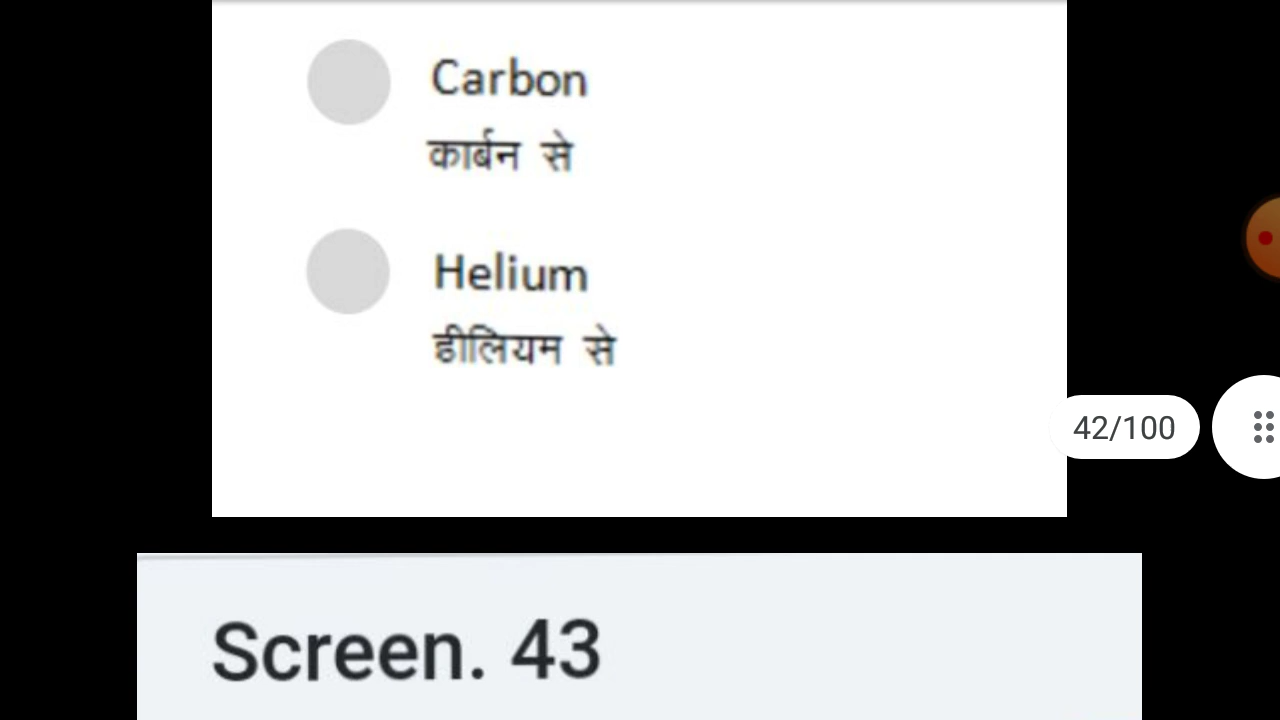 Carbon
कार्बन से
Helium
हीलियम से
42/100
Screen. 43